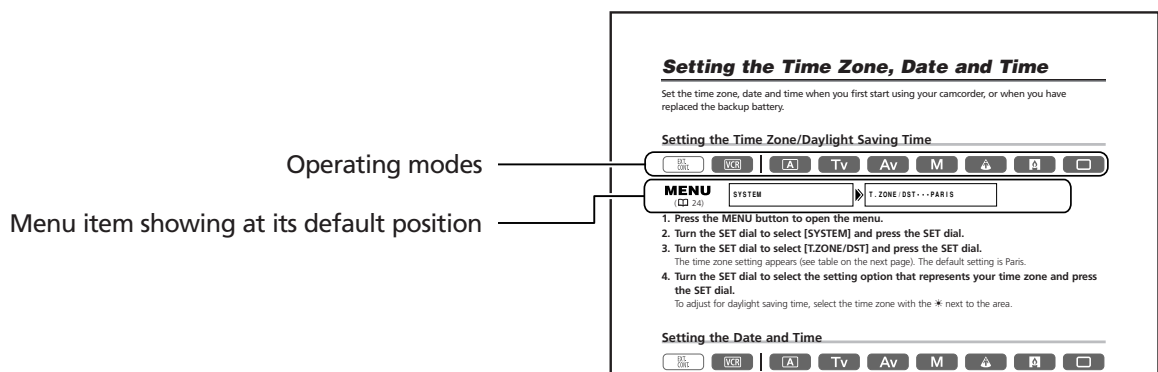 Setting the Time Zone, Date and Time
Set the time zone, date and time when you first start using your camcorder, or when you have
replaced the backup battery.
Setting the Time Zone/Daylight Saving Time
Operating modes
EXT. CONT. VCR A Tv Av M A
Menu item showing at its default position
MENU
( 24)
SYSTEM
T.ZONE/DST•••PARIS
1. Press the MENU button to open the menu.
2. Turn the SET dial to select [SYSTEM] and press the SET dial.
3. Turn the SET dial to select [T.ZONE/DST] and press the SET dial.
The time zone setting appears (see table on the next page). The default setting is Paris.
4. Turn the SET dial to select the setting option that represents your time zone and press
the SET dial.
To adjust for daylight saving time, select the time zone with the ☀ next to the area.
Setting the Date and Time
EXT. CONT. VCR A Tv Av M A